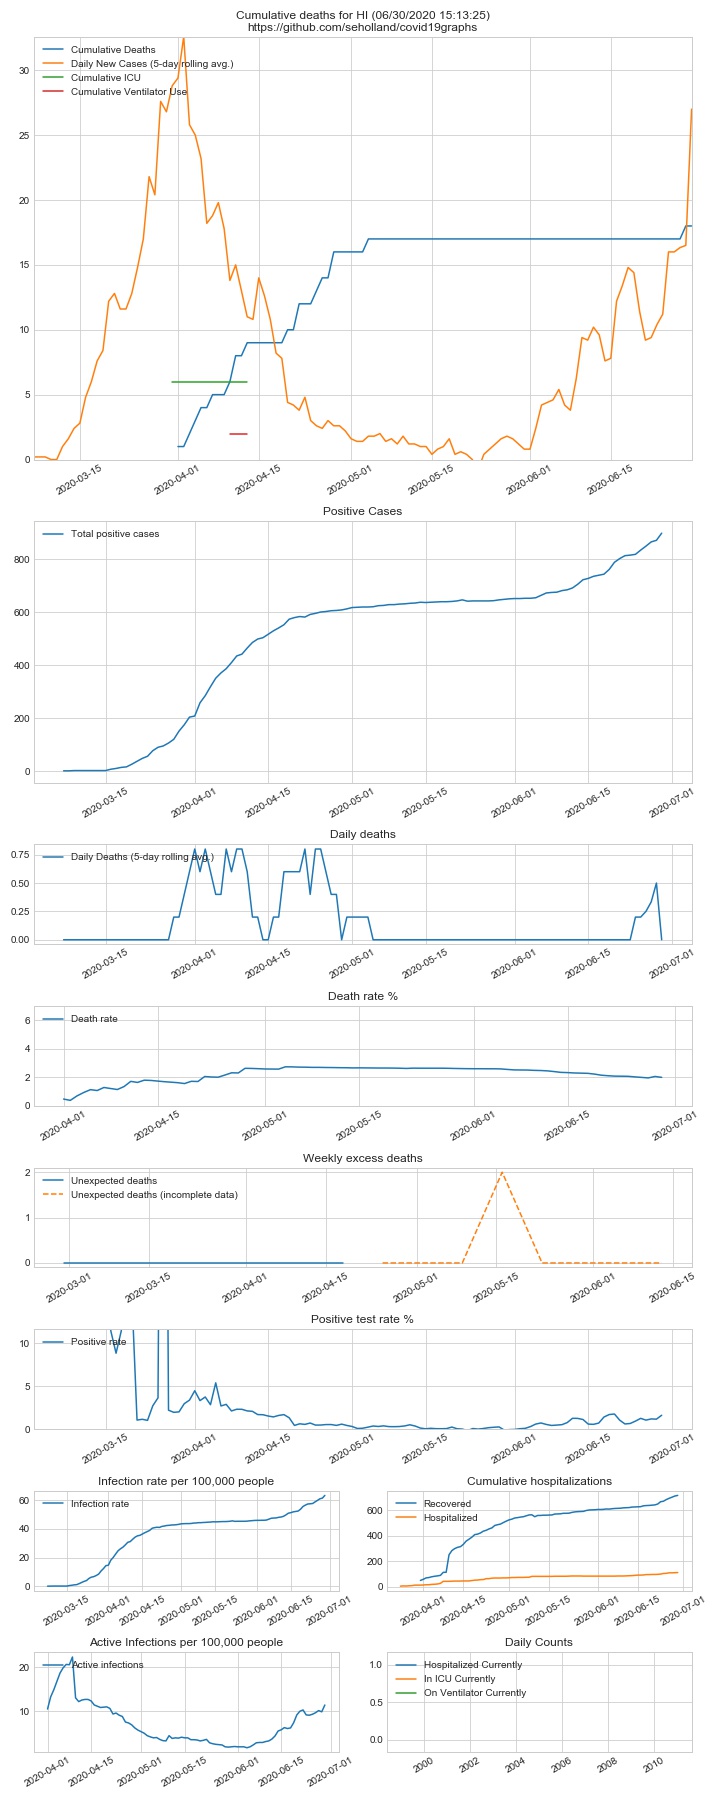 Cumulative deaths for HI (06/30/2020 15:13:25)
https://github.com/seholland/covid19graphs
Cumulative Deaths
Daily New Cases (5-day rolling avg.)
Cumulative ICU
Cumulative Ventilator Use
30
25
20
15
10
5
0
2020-03-15 2020-04-01 2020-04-15 2020-05-01 2020-05-15 2020-06-01 2020-06-15
Positive Cases
Total positive cases
800
600
400
200
0
2020-03-15 2020-04-01 2020-04-15 2020-05-01 2020-05-15 2020-06-01 2020-06-15 2020-07-01
Daily deaths
Daily Deaths (5-day rolling avg.)
0.75
0.50
0.25
0.00
2020-03-15 2020-04-01 2020-04-15 2020-05-01 2020-05-15 2020-06-01 2020-06-15 2020-07-01
Death rate %
Death rate
6
4
2
0
2020-04-01 2020-04-15 2020-05-01 2020-05-15 2020-06-01 2020-06-15 2020-07-01
Weekly excess deaths
Unexpected deaths
Unexpected deaths (incomplete data)
2
1
0
2020-03-01 2020-03-15 2020-04-01 2020-04-15 2020-05-01 2020-05-15 2020-06-01 2020-06-15
Positive test rate %
Positive rate
10
5
0
2020-03-15 2020-04-01 2020-04-15 2020-05-01 2020-05-15 2020-06-01 2020-06-15 2020-07-01
Infection rate per 100,000 people
Infection rate
60
40
20
0
2020-03-15 2020-04-01 2020-04-15 2020-05-01 2020-05-15 2020-06-01 2020-06-15 2020-07-01
Cumulative hospitalizations
Recovered
Hospitalized
600
400
200
0
2020-04-01 2020-04-15 2020-05-01 2020-05-15 2020-06-01 2020-06-15 2020-07-01
Active Infections per 100,000 people
Active infections
20
10
2020-04-01 2020-04-15 2020-05-01 2020-05-15 2020-06-01 2020-06-15 2020-07-01
Daily Counts
Hospitalized Currently
In ICU Currently
On Ventilator Currently
1.0
0.5
0.0
2000 2002 2004 2006 2008 2010